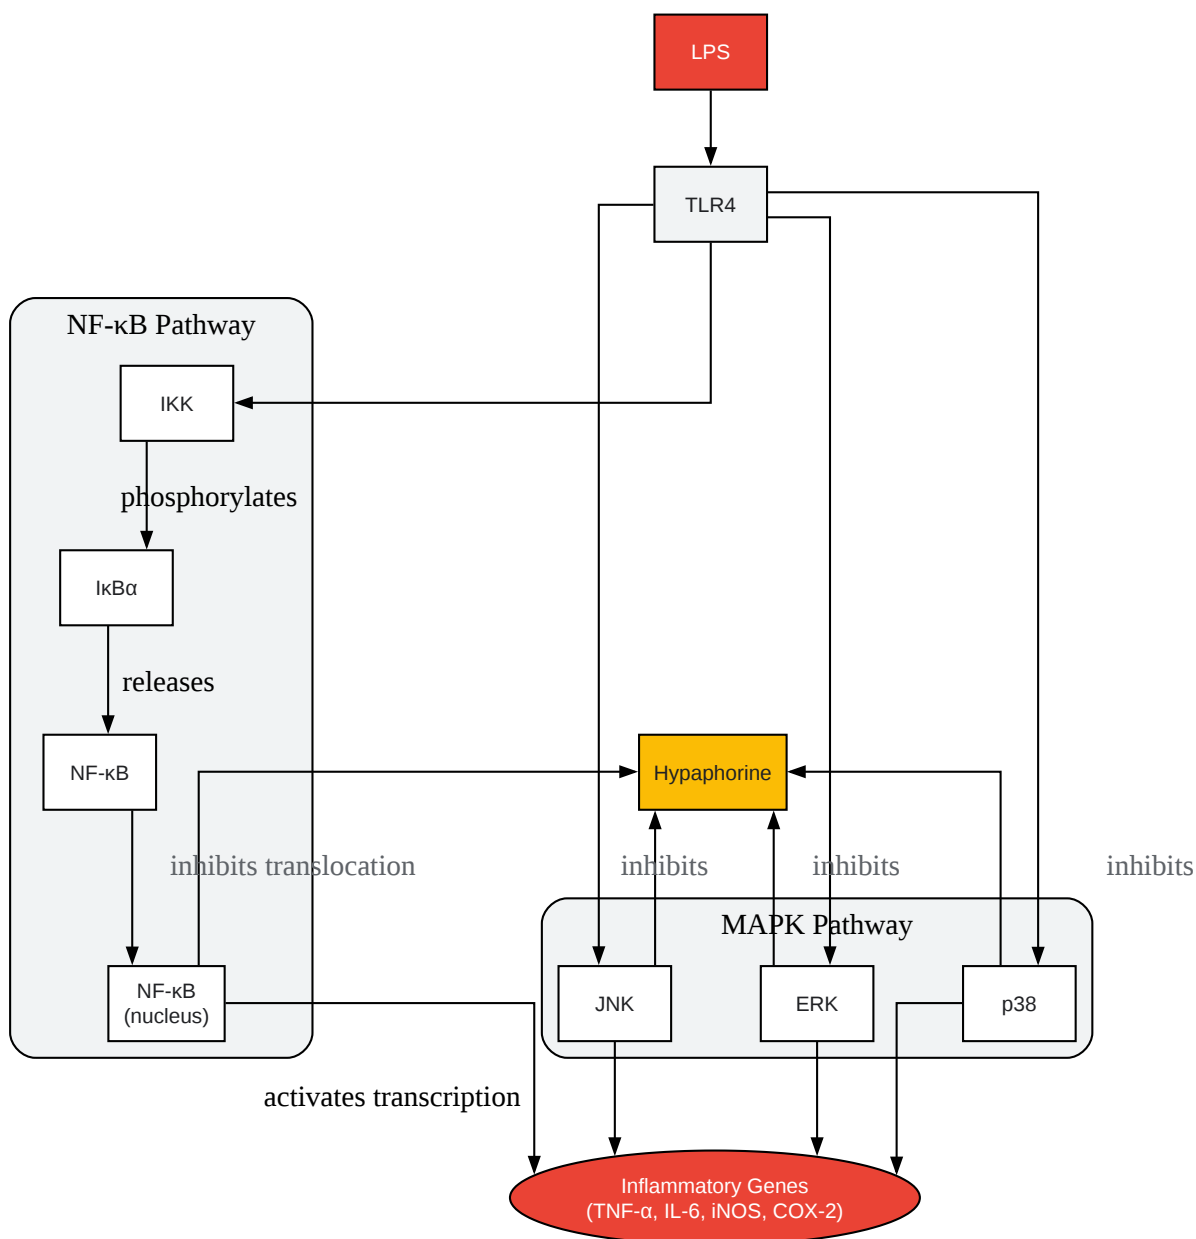 LPS
TLR4
NF-κB Pathway
IKK
phosphorylates
IκBα
releases
NF-κB
Hypaphorine
inhibits translocation
inhibits
inhibits
inhibits
MAPK Pathway
NF-κB
(nucleus)
JNK
ERK
p38
activates transcription
Inflammatory Genes
(TNF-α, IL-6, iNOS, COX-2)